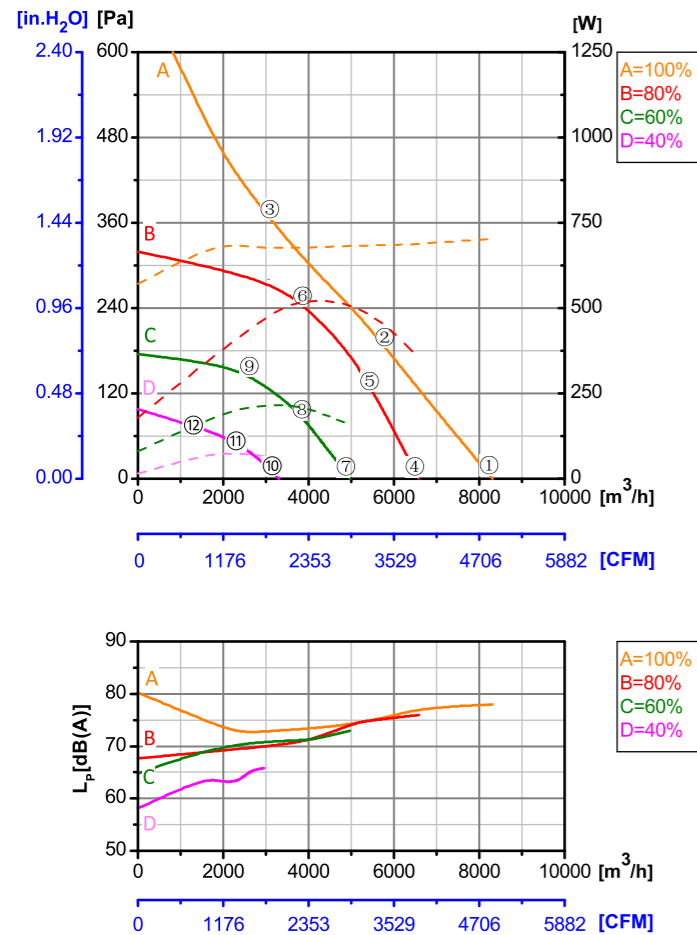 [in.H2O] [Pa] [W]
2.40 600 1250
A
A=100%
B=80%
C=60%
D=40%
1.92 480 1000
③
1.44 360 750
B
0.96 240 500
⑥
②
C
⑨
⑤
0.48 120 250
D
⑧
⑫
⑪
⑩ ⑦ ④ ①
0.00 0 0
0 2000 4000 6000 8000 10000 [m3/h]
0 1176 2353 3529 4706 5882 [CFM]
90
A=100%
B=80%
C=60%
D=40%
A
80
B
70
C
60
D
50
LP[dB(A)]
0 2000 4000 6000 8000 10000 [m3/h]
0 1176 2353 3529 4706 5882 [CFM]